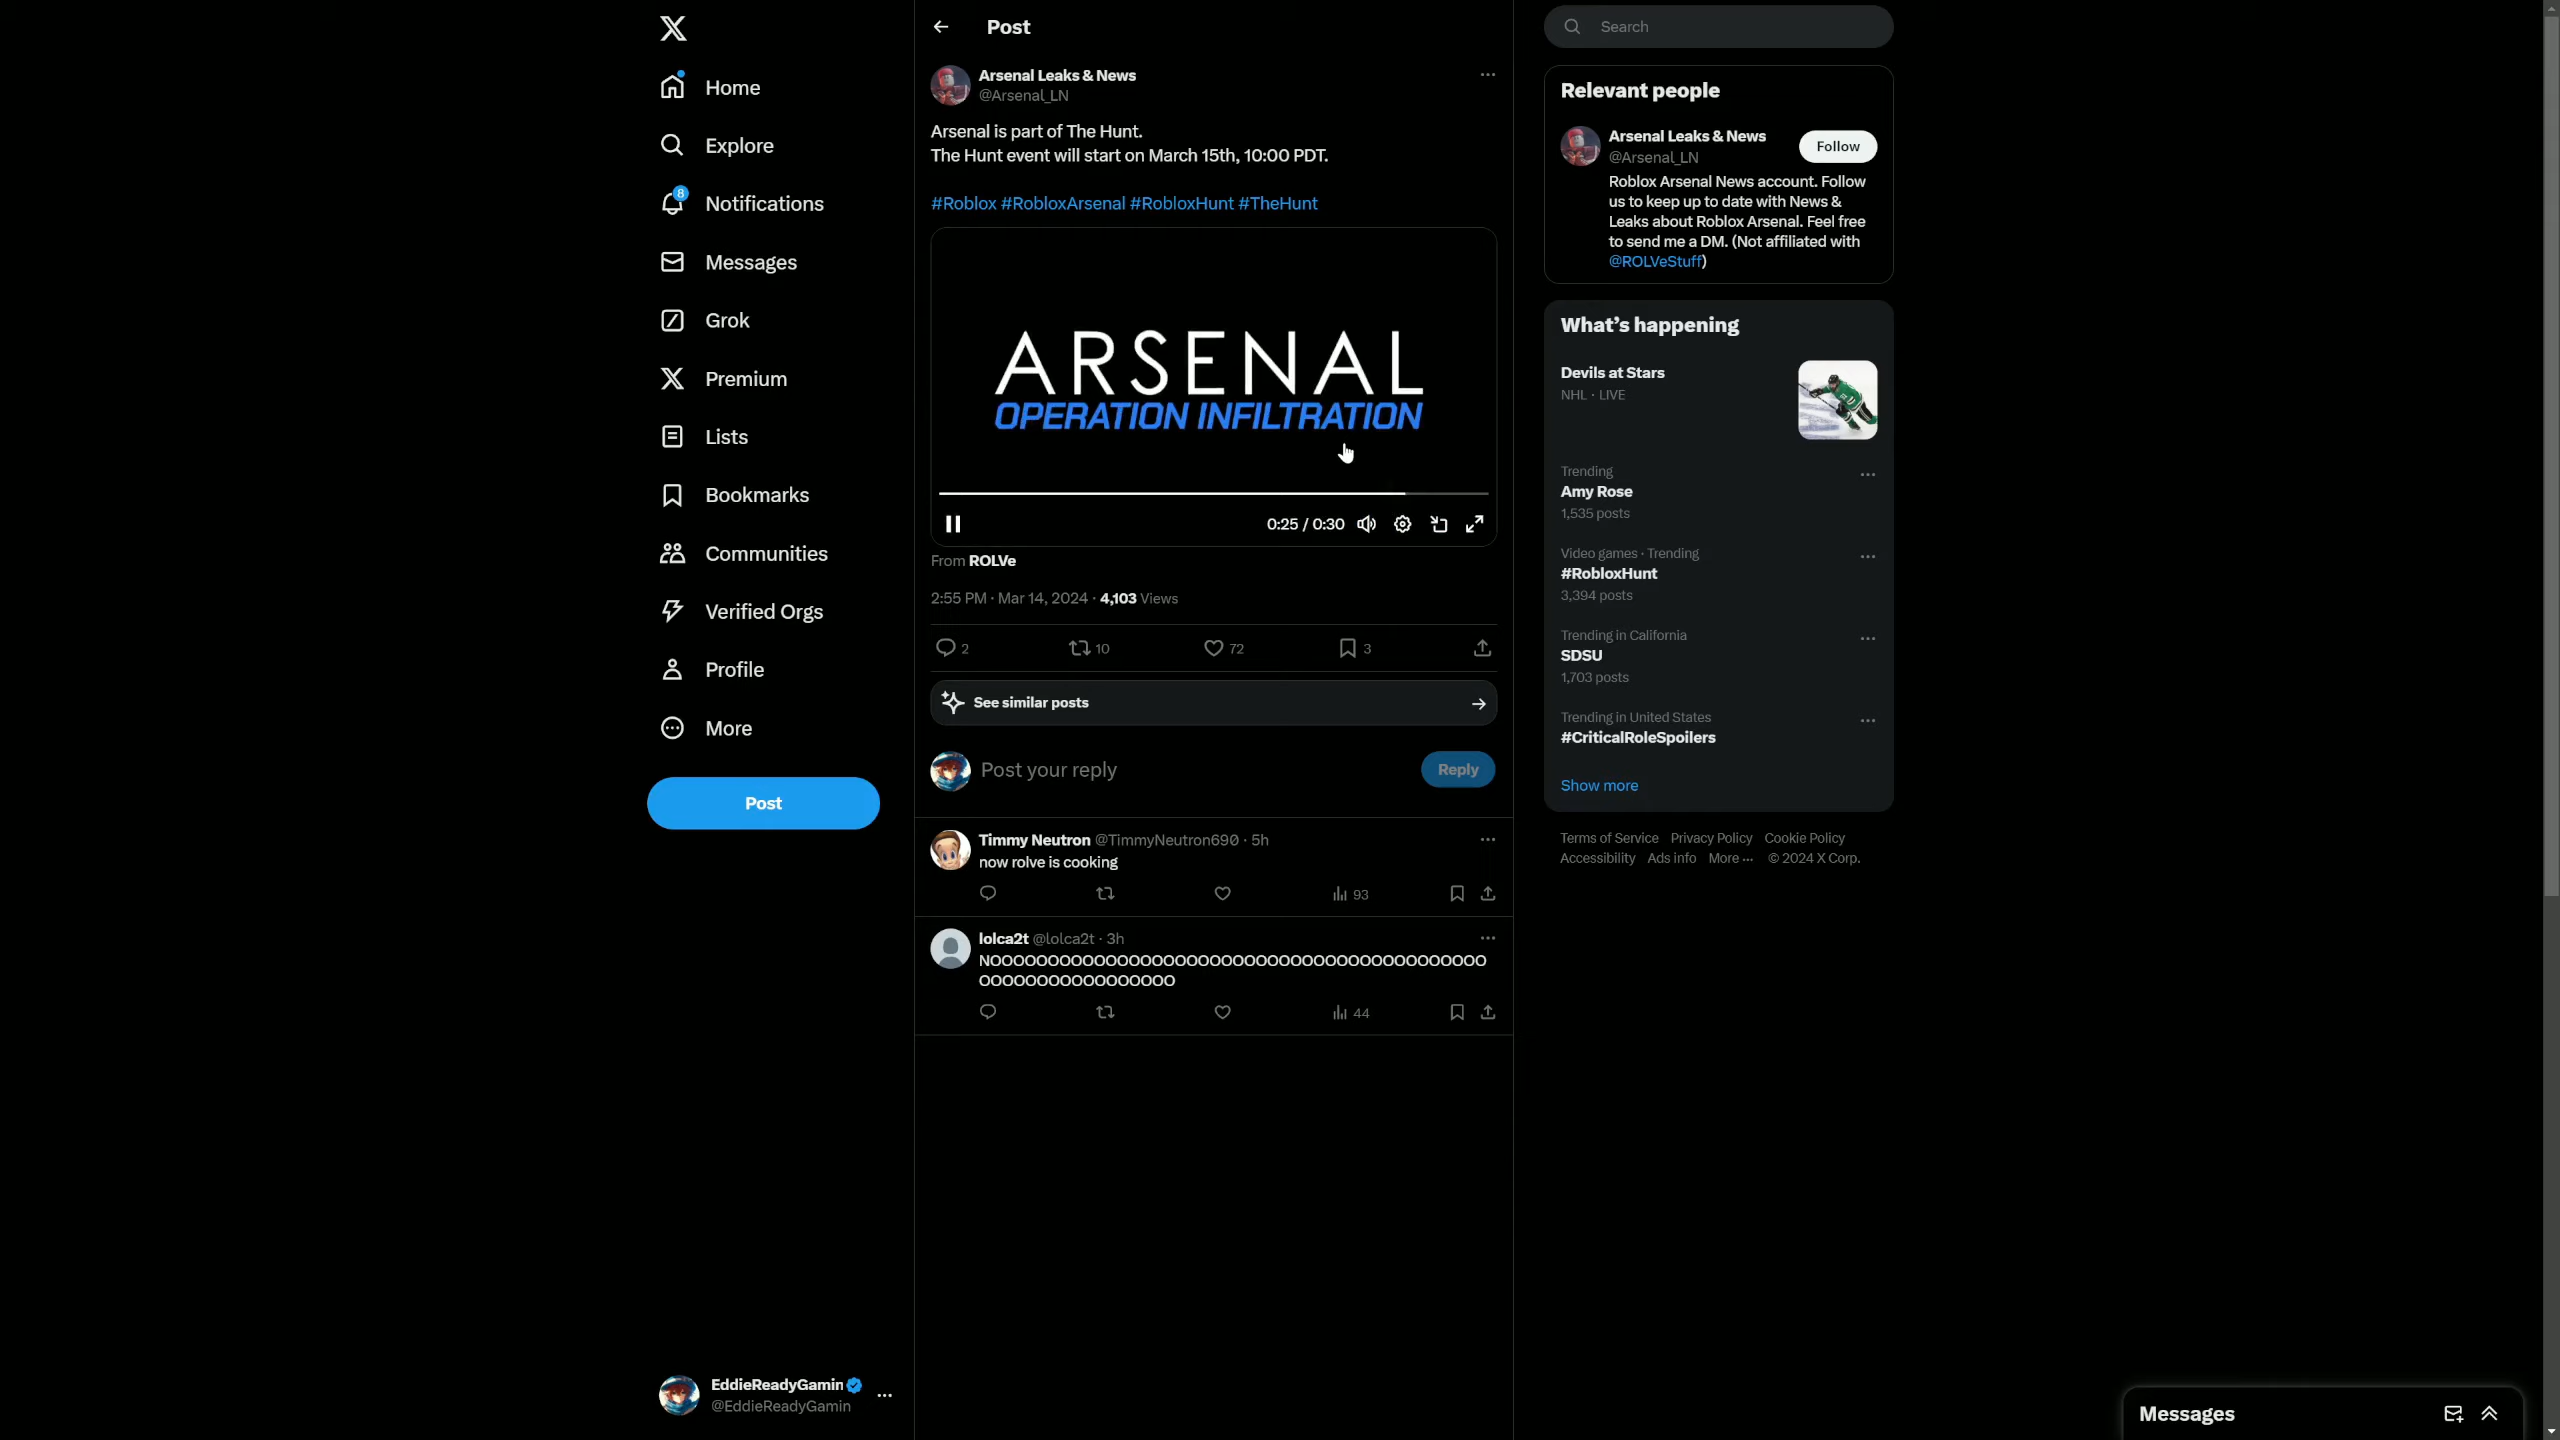 Home
Explore
8
Notifications
Messages
Grok
Premium
Lists
Bookmarks
Communities
Verified Orgs
Profile
More
Post
EddieReadyGamin
@EddieReadyGamin
Post
Arsenal Leaks & News
@Arsenal_LN
Arsenal is part of The Hunt.
The Hunt event will start on March 15th, 10:00 PDT.
#Roblox #RobloxArsenal #RobloxHunt #TheHunt
ARSENAL
OPERATION INFILTRATION
0:25 / 0:30
From ROLVe
2:55 PM · Mar 14, 2024 · 4,103 Views
2 10 72 3
See similar posts
Post your reply
Reply
Timmy Neutron @TimmyNeutron690 · 5h
now rolve is cooking
93
lolca2t @lolca2t · 3h
NOOOOOOOOOOOOOOOOOOOOOOOOOOOOOOOOOOOOOOOOOOO
OOOOOOOOOOOOOOOOO
44
Search
Relevant people
Arsenal Leaks & News
@Arsenal_LN
Follow
Roblox Arsenal News account. Follow
us to keep up to date with News &
Leaks about Roblox Arsenal. Feel free
to send me a DM. (Not affiliated with
@ROLVeStuff)
What's happening
Devils at Stars
NHL · LIVE
Trending
Amy Rose
1,535 posts
Video games · Trending
#RobloxHunt
3,394 posts
Trending in California
SDSU
1,703 posts
Trending in United States
#CriticalRoleSpoilers
Show more
Terms of Service Privacy Policy Cookie Policy
Accessibility Ads info More ··· © 2024 X Corp.
Messages